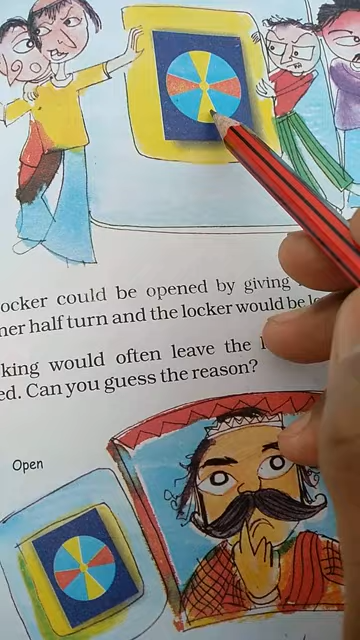 ocker could be opened by giving
ner half turn and the locker would be
king would often leave the
ed. Can you guess the reason?
Open